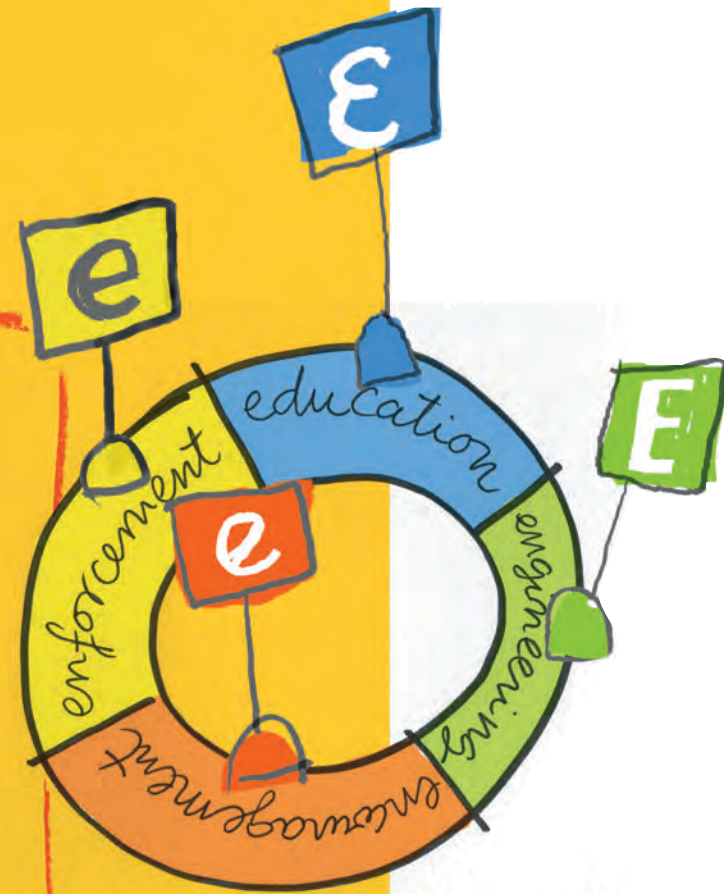 ε
e
E
e
education
enforcement
engineering
encouragement